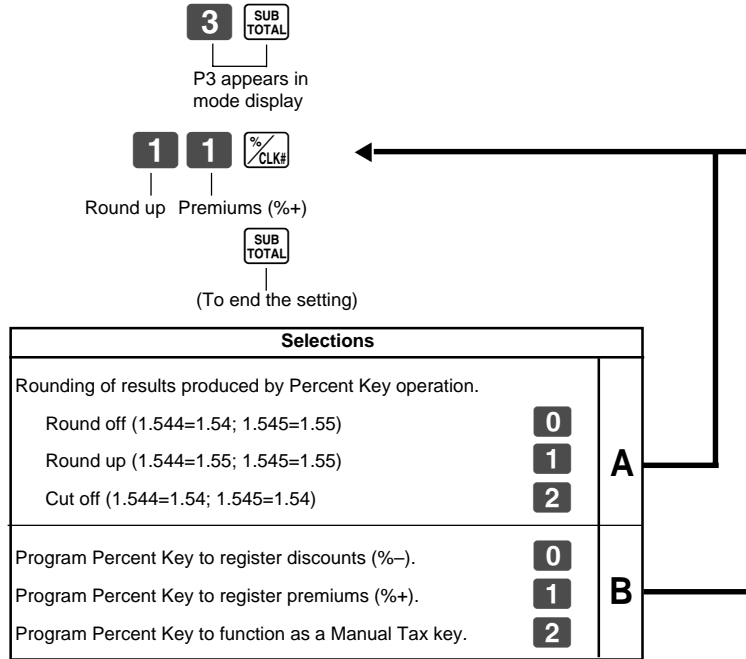 3 SUB TOTAL
P3 appears in
mode display
1 1 %/CLK#
Round up Premiums (%+)
SUB TOTAL
(To end the setting)
Selections
Rounding of results produced by Percent Key operation.
Round off (1.544=1.54; 1.545=1.55) 0
Round up (1.544=1.55; 1.545=1.55) 1
Cut off (1.544=1.54; 1.545=1.54) 2
A
Program Percent Key to register discounts (%–). 0
Program Percent Key to register premiums (%+). 1
Program Percent Key to function as a Manual Tax key. 2
B